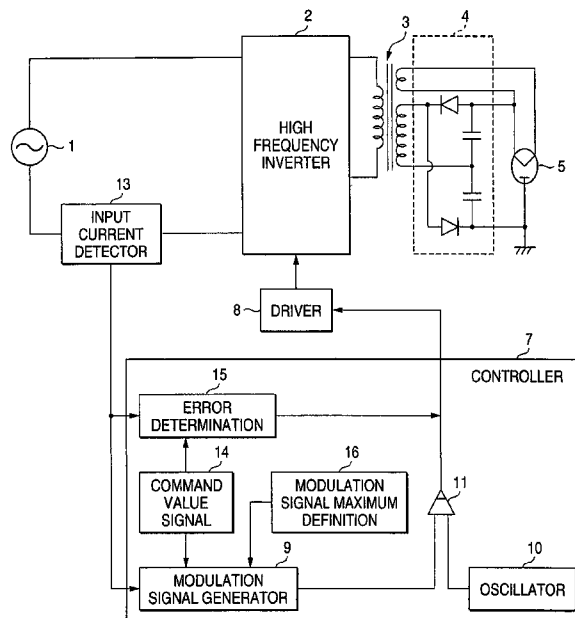 2
3
4
HIGH
FREQUENCY
INVERTER
1
5
13
INPUT
CURRENT
DETECTOR
8
DRIVER
7
CONTROLLER
15
ERROR
DETERMINATION
14
COMMAND
VALUE
SIGNAL
16
MODULATION
SIGNAL MAXIMUM
DEFINITION
11
9
MODULATION
SIGNAL GENERATOR
10
OSCILLATOR